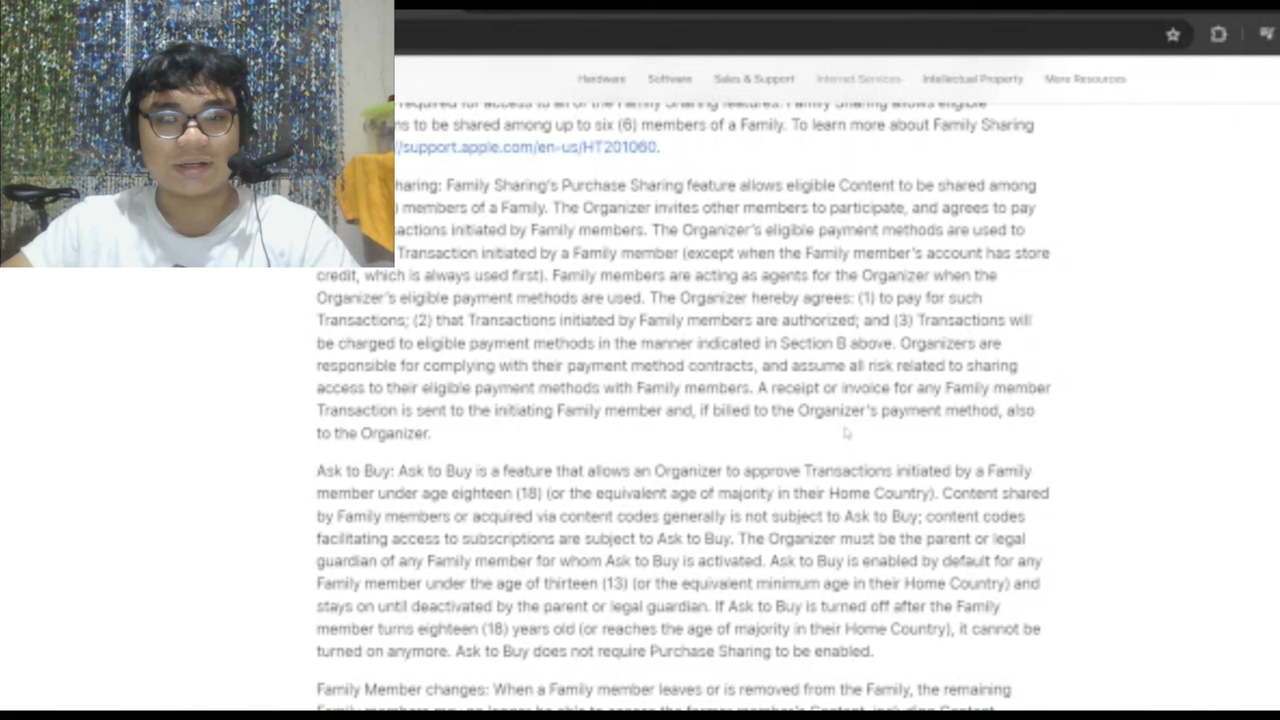 Hardware Software Sales & Support Internet Services Intellectual Property More Resources
required for access to all of the Family Sharing features. Family Sharing allows eligible
to be shared among up to six (6) members of a Family. To learn more about Family Sharing
//support.apple.com/en-us/HT201060.
haring: Family Sharing's Purchase Sharing feature allows eligible Content to be shared among
) members of a Family. The Organizer invites other members to participate, and agrees to pay
actions initiated by Family members. The Organizer's eligible payment methods are used to
Transaction initiated by a Family member (except when the Family member's account has store
credit, which is always used first). Family members are acting as agents for the Organizer when the
Organizer's eligible payment methods are used. The Organizer hereby agrees: (1) to pay for such
Transactions; (2) that Transactions initiated by Family members are authorized; and (3) Transactions will
be charged to eligible payment methods in the manner indicated in Section B above. Organizers are
responsible for complying with their payment method contracts, and assume all risk related to sharing
access to their eligible payment methods with Family members. A receipt or invoice for any Family member
Transaction is sent to the initiating Family member and, if billed to the Organizer's payment method, also
to the Organizer.
Ask to Buy: Ask to Buy is a feature that allows an Organizer to approve Transactions initiated by a Family
member under age eighteen (18) (or the equivalent age of majority in their Home Country). Content shared
by Family members or acquired via content codes generally is not subject to Ask to Buy; content codes
facilitating access to subscriptions are subject to Ask to Buy. The Organizer must be the parent or legal
guardian of any Family member for whom Ask to Buy is activated. Ask to Buy is enabled by default for any
Family member under the age of thirteen (13) (or the equivalent minimum age in their Home Country) and
stays on until deactivated by the parent or legal guardian. If Ask to Buy is turned off after the Family
member turns eighteen (18) years old (or reaches the age of majority in their Home Country), it cannot be
turned on anymore. Ask to Buy does not require Purchase Sharing to be enabled.
Family Member changes: When a Family member leaves or is removed from the Family, the remaining